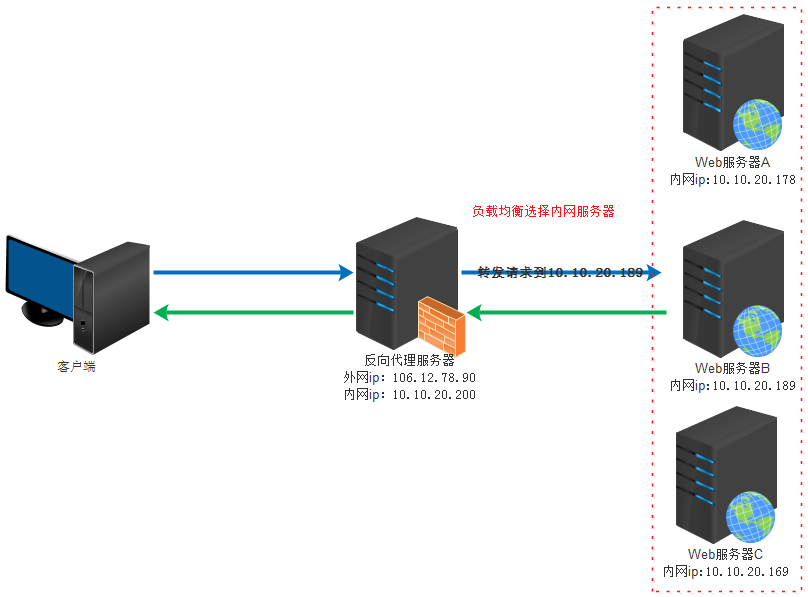 Web服务器A
内网ip:10.10.20.178
负载均衡选择内网服务器
转发请求到10.10.20.189
客户端
反向代理服务器
外网ip: 106.12.78.90
内网ip: 10.10.20.200
Web服务器B
内网ip:10.10.20.189
Web服务器C
内网ip:10.10.20.169